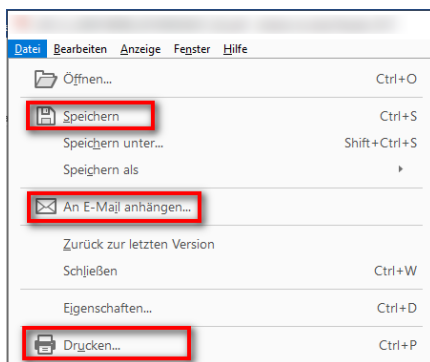 Datei Bearbeiten Anzeige Fenster Hilfe
Öffnen... Ctrl+O
Speichern Ctrl+S
Speichern unter... Shift+Ctrl+S
Speichern als
An E-Mail anhängen...
Zurück zur letzten Version
Schließen Ctrl+W
Eigenschaften... Ctrl+D
Drucken... Ctrl+P